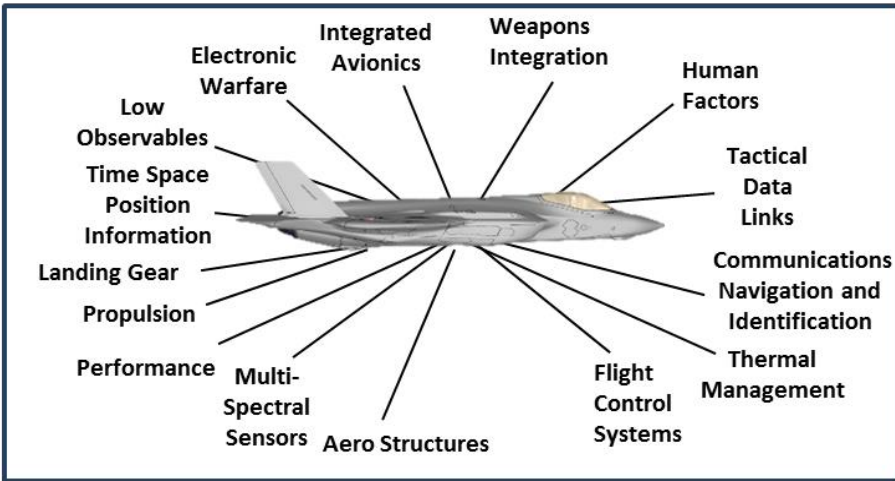 Weapons
Integration
Integrated
Avionics
Electronic
Warfare
Human
Factors
Low
Observables
Tactical
Data
Links
Time Space
Position
Information
Communications
Navigation and
Identification
Landing Gear
Propulsion
Performance
Thermal
Management
Multi-
Spectral
Sensors
Flight
Control
Systems
Aero Structures